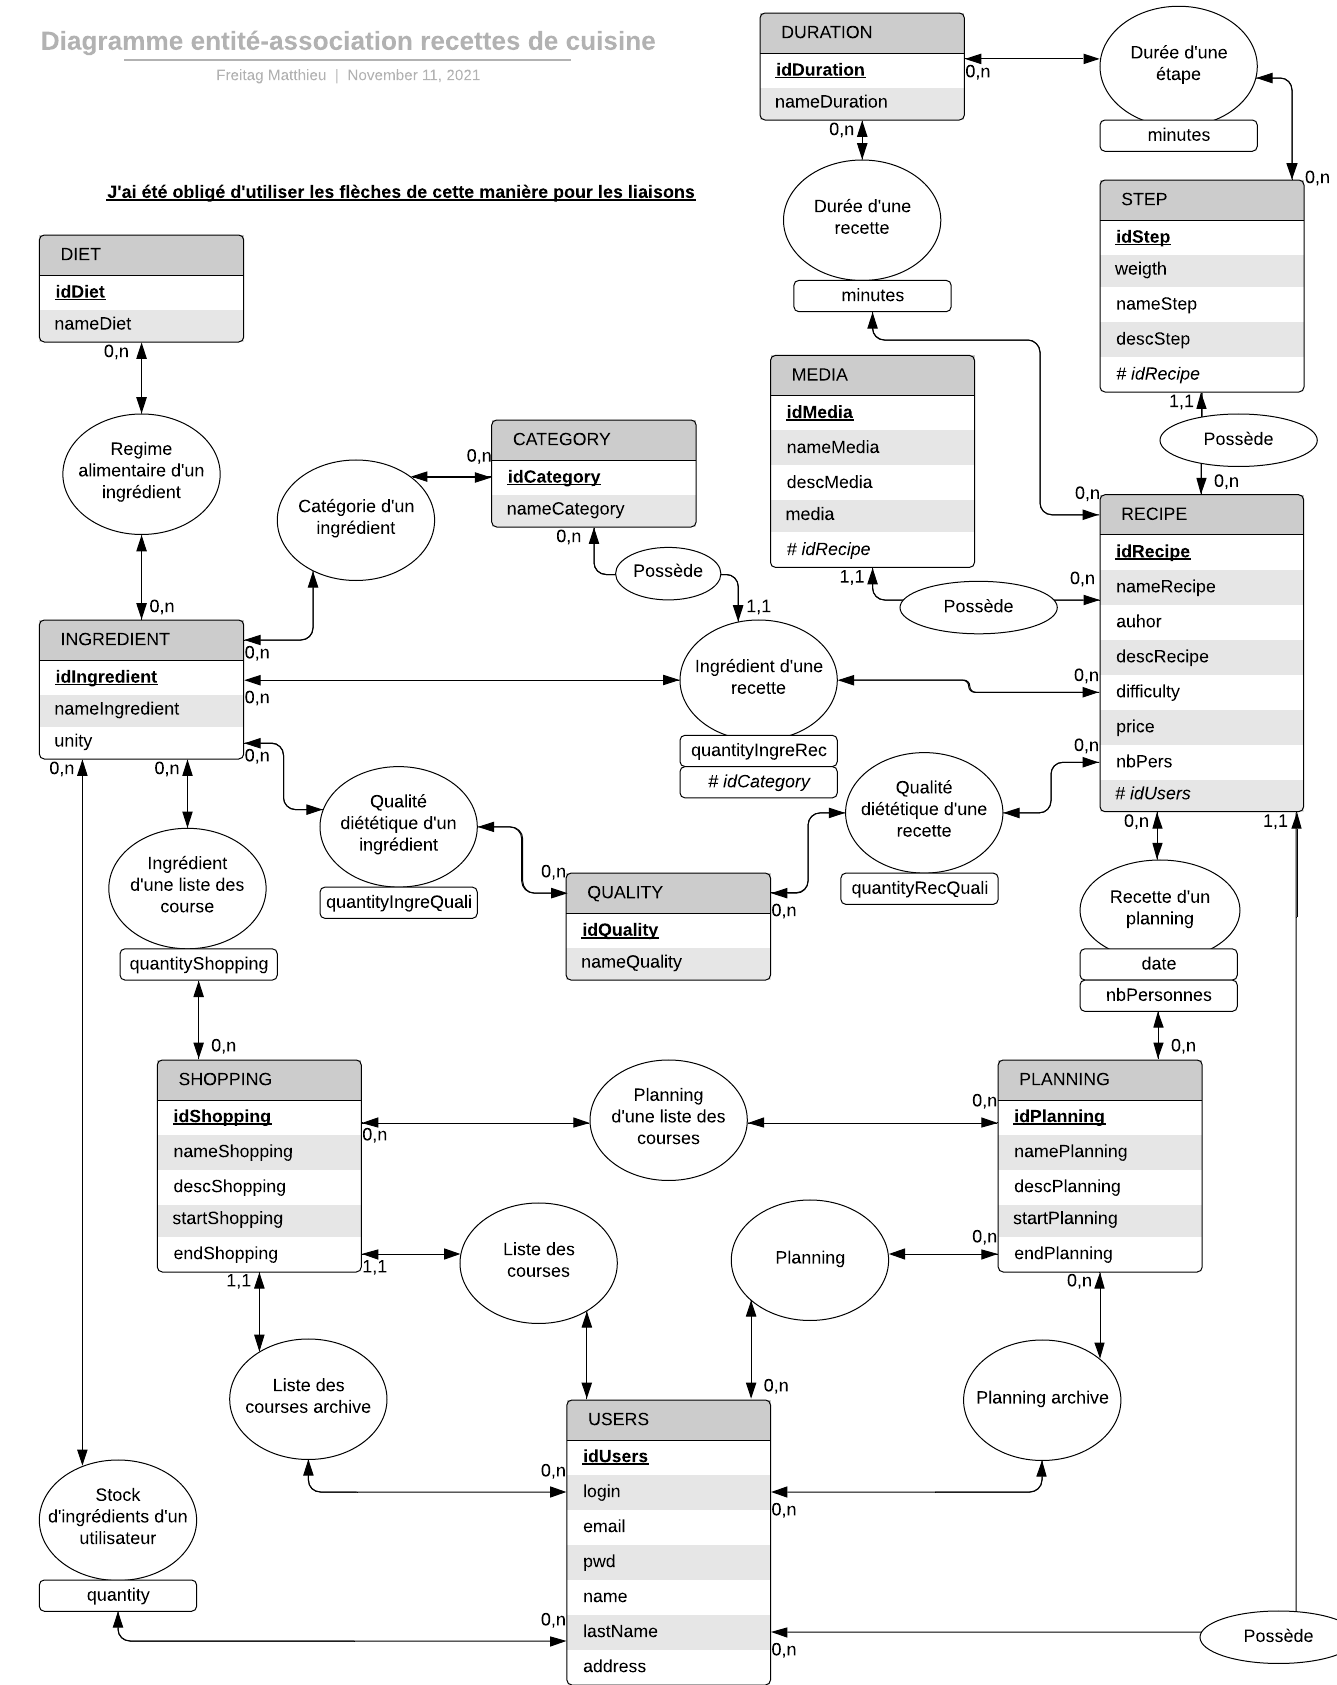 Diagramme entité-association recettes de cuisine
Freitag Matthieu | November 11, 2021
J'ai été obligé d'utiliser les flèches de cette manière pour les liaisons
DURATION
idDuration
nameDuration
0,n
0,n
Durée d'une
étape
minutes
0,n
Durée d'une
recette
minutes
STEP
idStep
weigth
nameStep
descStep
# idRecipe
1,1
Possède
0,n
DIET
idDiet
nameDiet
0,n
Regime
alimentaire d'un
ingrédient
0,n
MEDIA
idMedia
nameMedia
descMedia
media
# idRecipe
1,1
Possède
0,n
CATEGORY
idCategory
nameCategory
0,n
0,n
Catégorie d'un
ingrédient
Possède
1,1
0,n
RECIPE
idRecipe
nameRecipe
auhor
descRecipe
difficulty
price
nbPers
# idUsers
0,n
0,n
0,n
1,1
INGREDIENT
idIngredient
nameIngredient
unity
0,n
0,n
0,n
0,n
0,n
Ingrédient d'une
recette
quantityIngreRec
# idCategory
Qualité
diététique d'un
ingrédient
quantityIngreQuali
Qualité
diététique d'une
recette
quantityRecQuali
0,n
QUALITY
idQuality
nameQuality
0,n
Ingrédient
d'une liste des
course
quantityShopping
0,n
Recette d'un
planning
date
nbPersonnes
0,n
SHOPPING
idShopping
nameShopping
descShopping
startShopping
endShopping
0,n
1,1
1,1
Planning
d'une liste des
courses
0,n
PLANNING
idPlanning
namePlanning
descPlanning
startPlanning
endPlanning
0,n
0,n
Liste des
courses
Planning
0,n
Liste des
courses archive
Planning archive
USERS
idUsers
login
email
pwd
name
lastName
address
0,n
0,n
0,n
0,n
Stock
d'ingrédients d'un
utilisateur
quantity
Possède